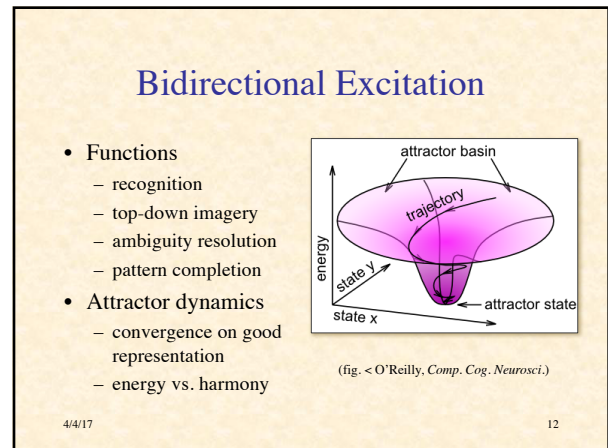 Bidirectional Excitation
• Functions
– recognition
– top-down imagery
– ambiguity resolution
– pattern completion
• Attractor dynamics
– convergence on good
representation
– energy vs. harmony
attractor basin
trajectory
energy
state y
attractor state
state x
(fig. < O'Reilly, Comp. Cog. Neurosci.)
4/4/17
12